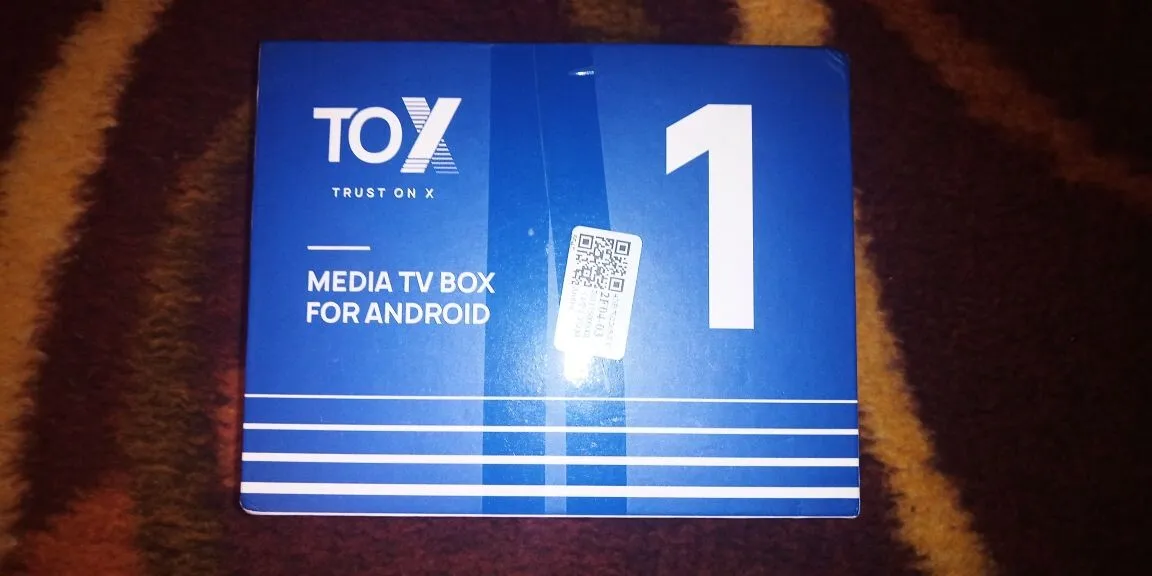 TOX
TRUST ON X
MEDIA TV BOX
FOR ANDROID
1